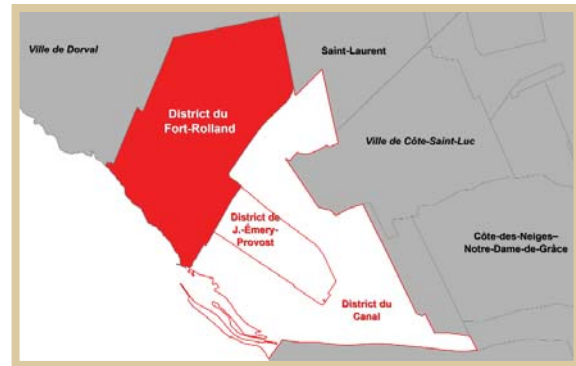 Ville de Dorval
Saint-Laurent
District du
Fort-Rolland
Ville de Côte-Saint-Luc
District de
J.-Émery-
Provost
Côte-des-Neiges–
Notre-Dame-de-Grâce
District du
Canal